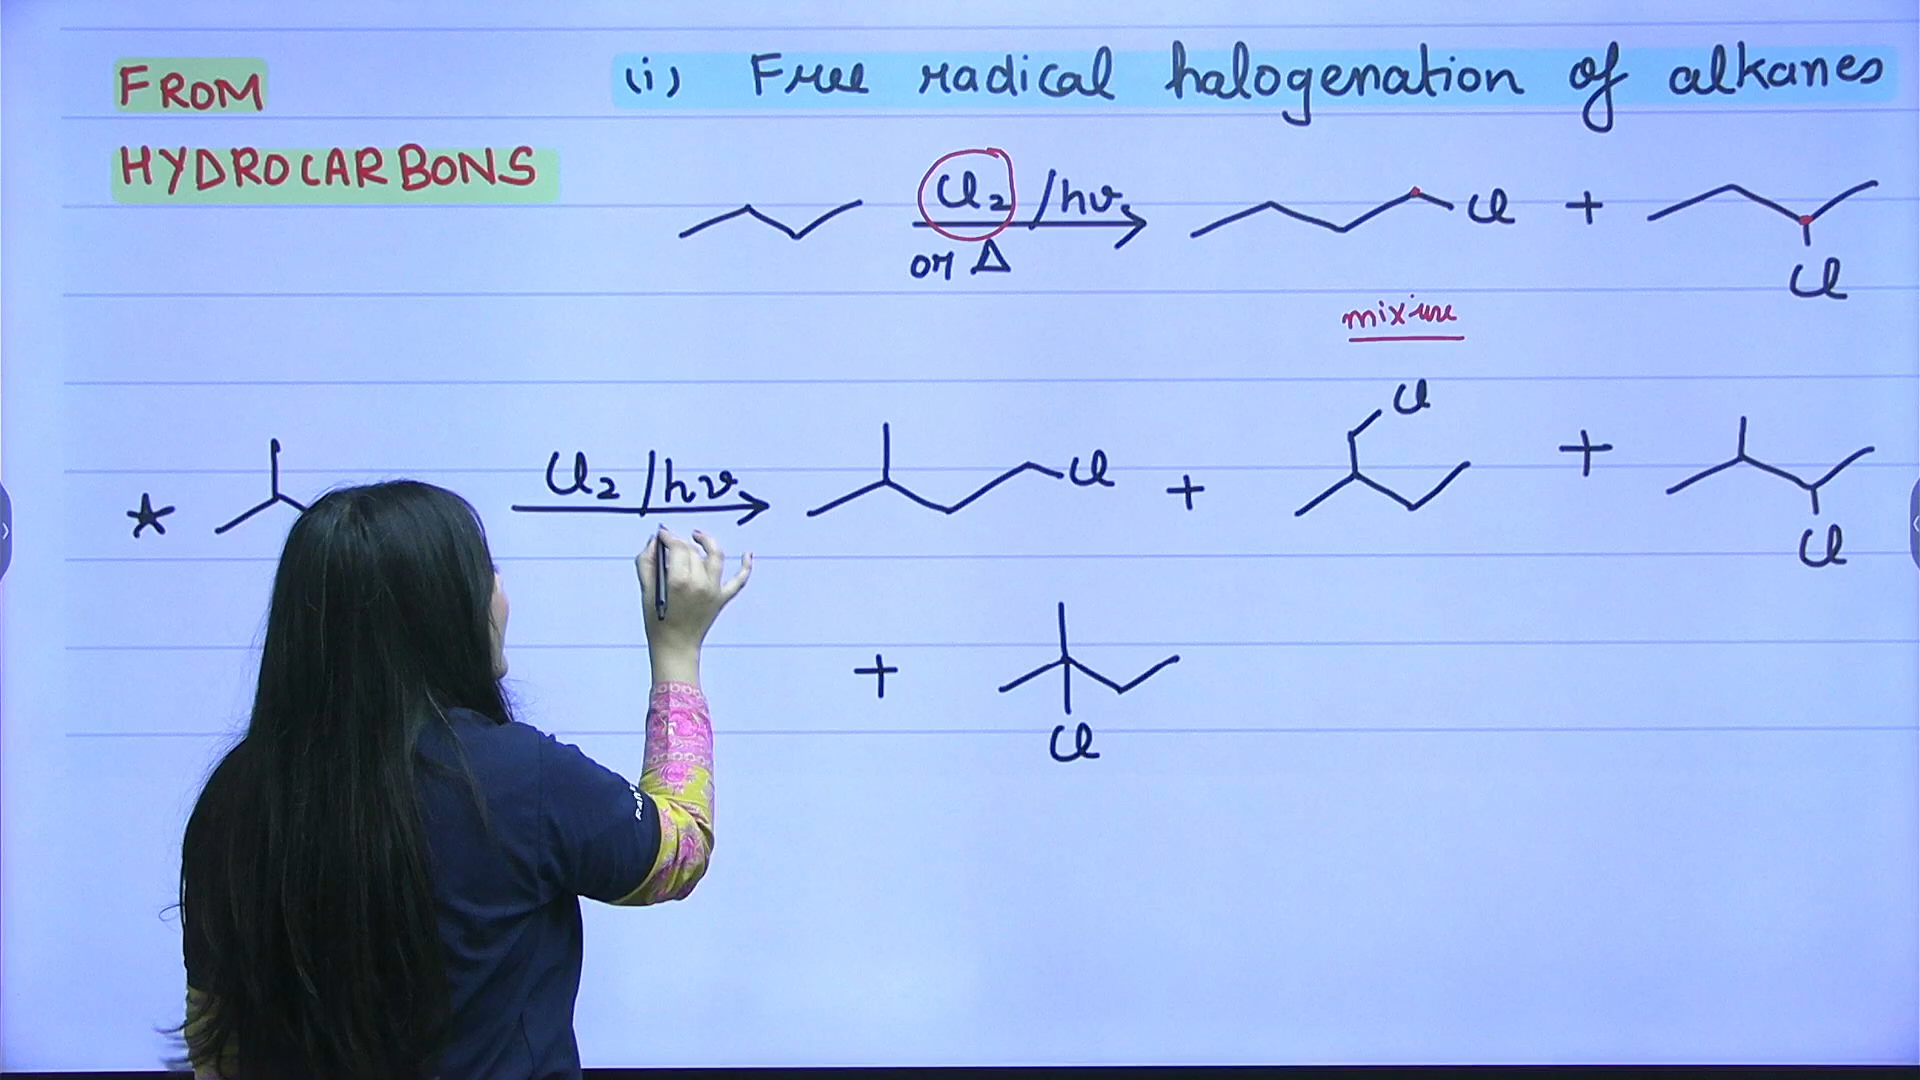 FROM
HYDROCARBONS
(i) Free radical halogenation of alkanes
Cl2 /hν
or Δ
Cl + Cl
mixture
★ Cl2 /hν
Cl + Cl + Cl
+ Cl